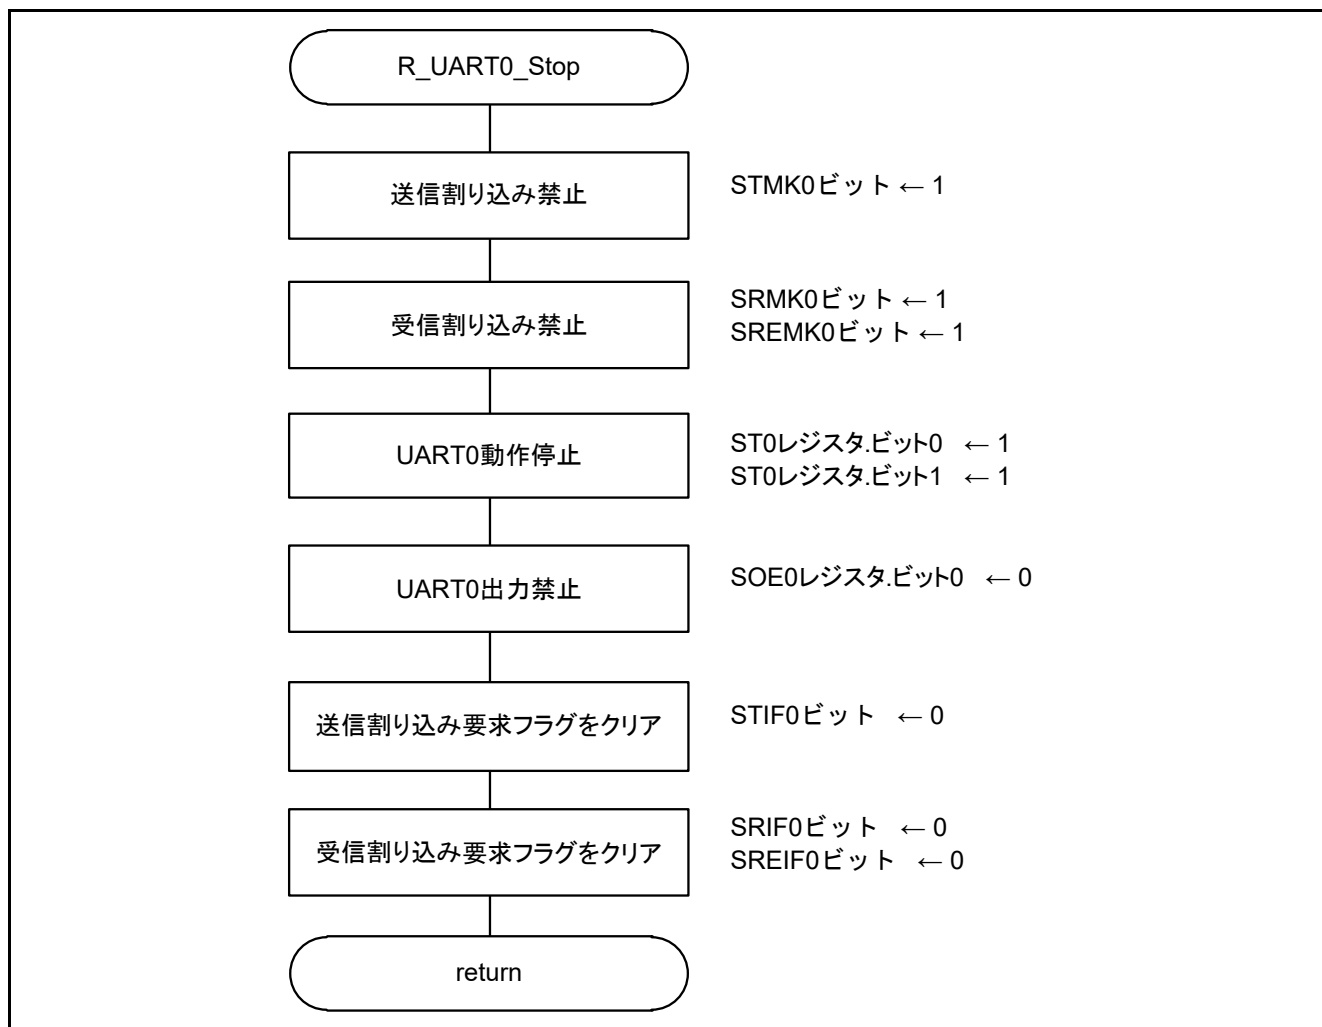 R_UART0_Stop
送信割り込み禁止
STMK0ビット ← 1
受信割り込み禁止
SRMK0ビット ← 1
SREMK0ビット ← 1
UART0動作停止
ST0レジスタ.ビット0 ← 1
ST0レジスタ.ビット1 ← 1
UART0出力禁止
SOE0レジスタ.ビット0 ← 0
送信割り込み要求フラグをクリア
STIF0ビット ← 0
受信割り込み要求フラグをクリア
SRIF0ビット ← 0
SREIF0ビット ← 0
return